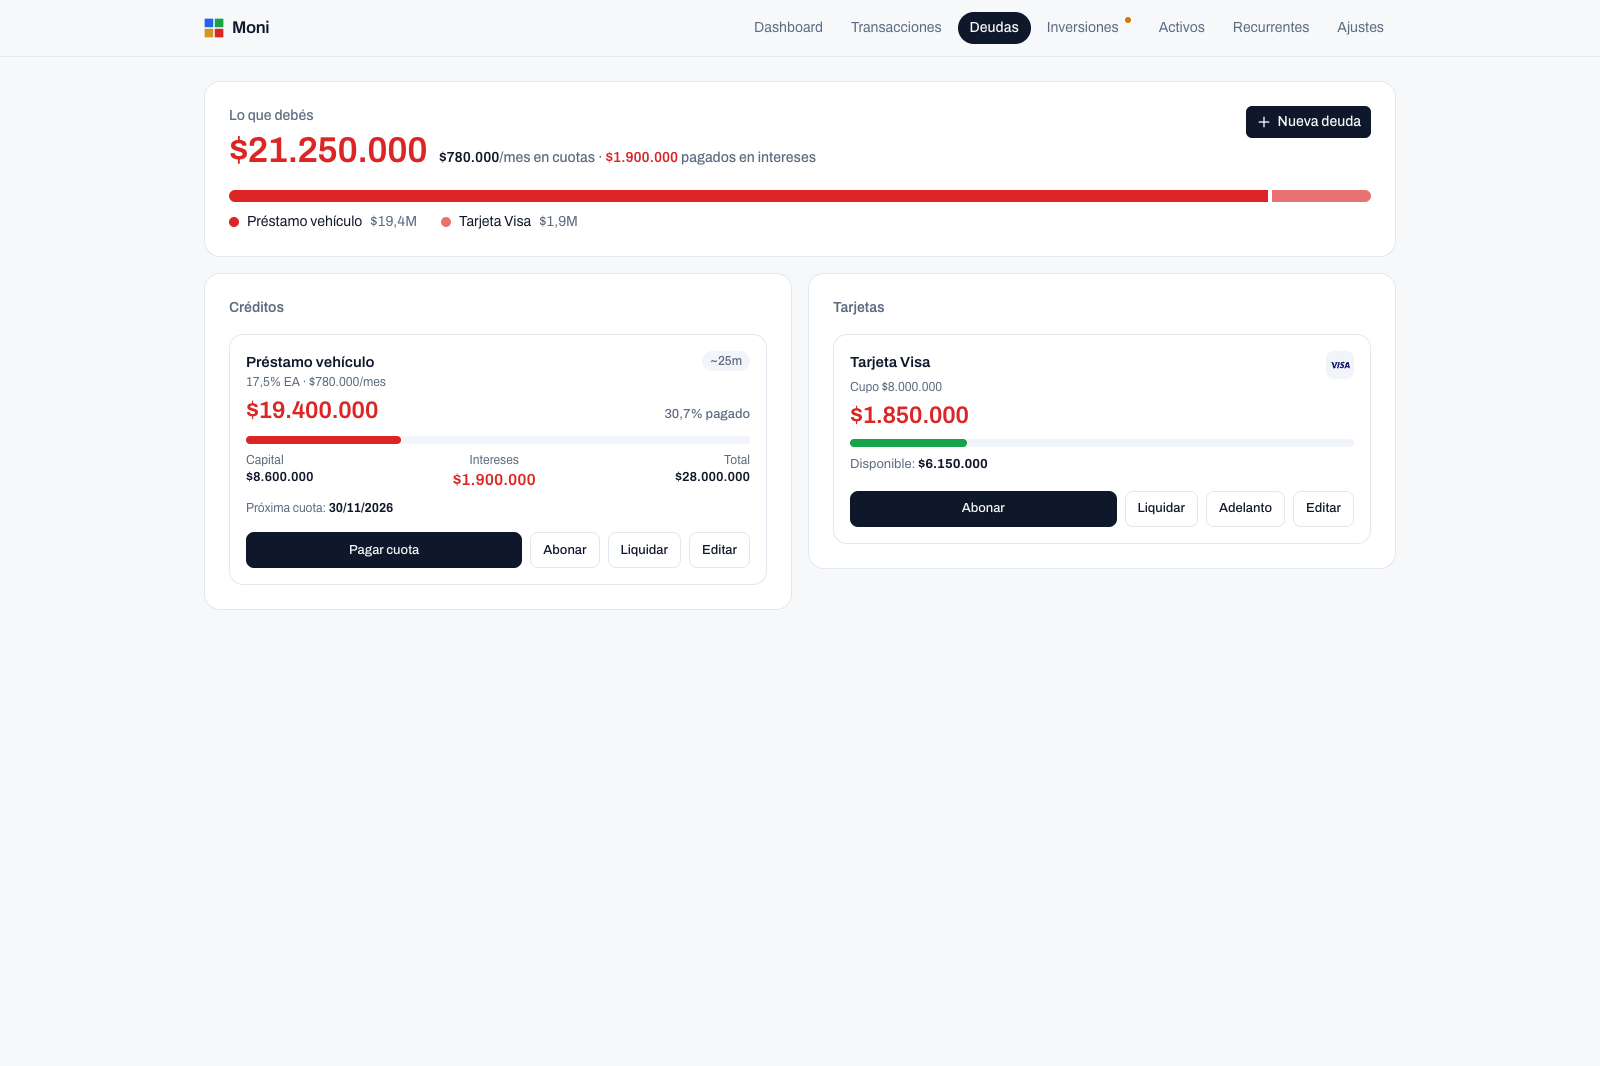 Moni
Dashboard
Transacciones
Deudas
Inversiones
Activos
Recurrentes
Ajustes
Lo que debés
$21.250.000 $780.000/mes en cuotas · $1.900.000 pagados en intereses
+ Nueva deuda
Préstamo vehículo $19,4M
Tarjeta Visa $1,9M
Créditos
Préstamo vehículo
~25m
17,5% EA · $780.000/mes
$19.400.000
30,7% pagado
Capital
$8.600.000
Intereses
$1.900.000
Total
$28.000.000
Próxima cuota: 30/11/2026
Pagar cuota
Abonar
Liquidar
Editar
Tarjetas
Tarjeta Visa
VISA
Cupo $8.000.000
$1.850.000
Disponible: $6.150.000
Abonar
Liquidar
Adelanto
Editar